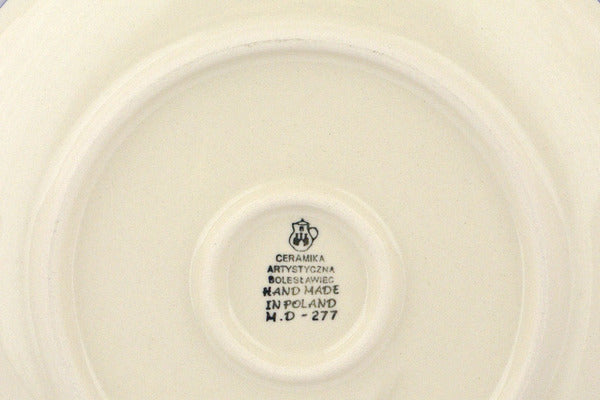 CERAMIKA
ARTYSTYCZNA
BOLESŁAWIEC
HAND MADE
IN POLAND
M.D - 277